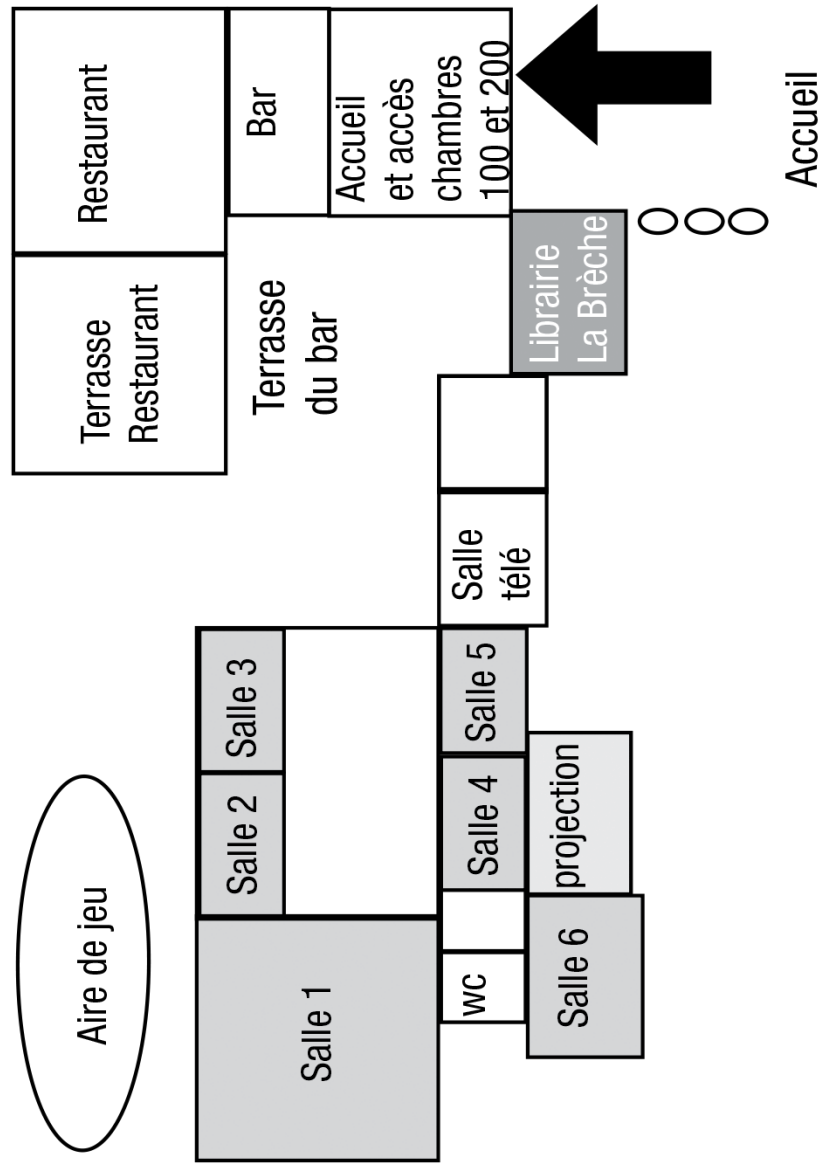 Aire de jeu
Salle 1
Salle 2
Salle 3
wc
Salle 4
Salle 5
Salle 6
projection
Salle
télé
Terrasse
Restaurant
Restaurant
Terrasse
du bar
Bar
Accueil
et accès
chambres
100 et 200
Librairie
La Brèche
Accueil